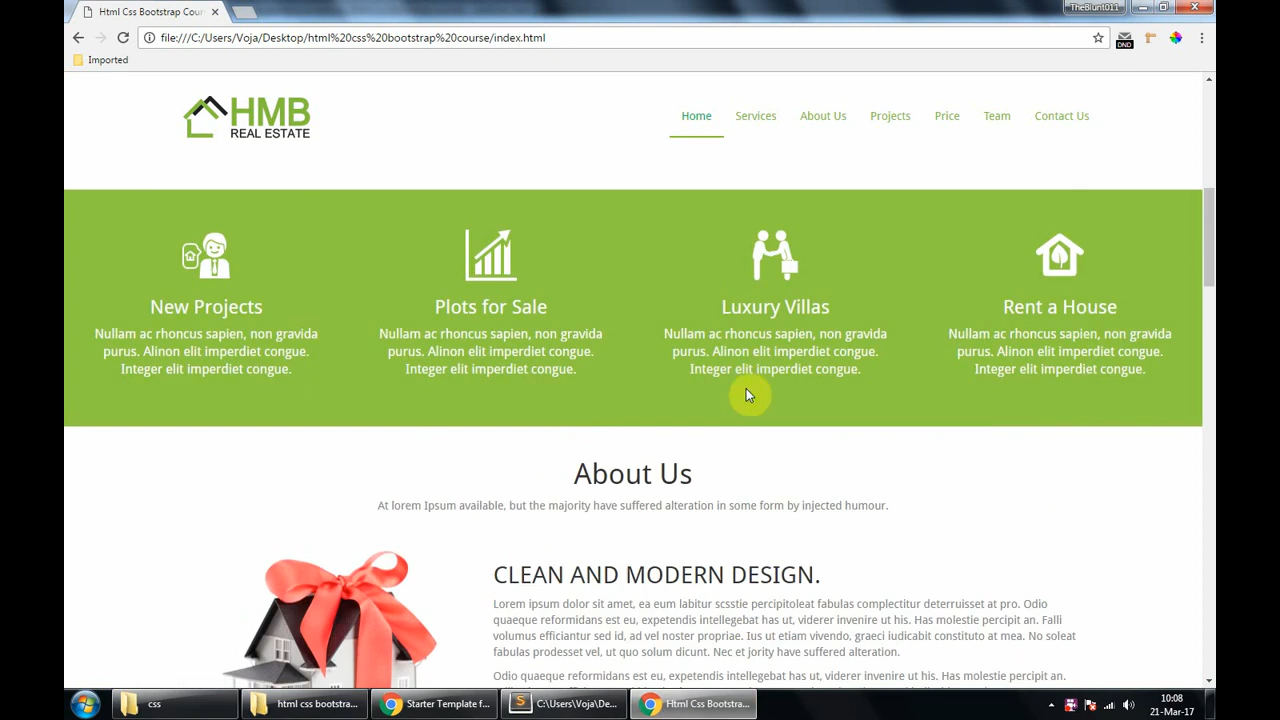 Html Css Bootstrap Cour
TheBlunt011
file:///C:/Users/Voja/Desktop/html%20css%20bootstrap%20course/index.html
DND
Imported
HMB
REAL ESTATE
Home Services About Us Projects Price Team Contact Us
New Projects
Nullam ac rhoncus sapien, non gravida
purus. Alinon elit imperdiet congue.
Integer elit imperdiet congue.
Plots for Sale
Nullam ac rhoncus sapien, non gravida
purus. Alinon elit imperdiet congue.
Integer elit imperdiet congue.
Luxury Villas
Nullam ac rhoncus sapien, non gravida
purus. Alinon elit imperdiet congue.
Integer elit imperdiet congue.
Rent a House
Nullam ac rhoncus sapien, non gravida
purus. Alinon elit imperdiet congue.
Integer elit imperdiet congue.
About Us
At lorem Ipsum available, but the majority have suffered alteration in some form by injected humour.
CLEAN AND MODERN DESIGN.
Lorem ipsum dolor sit amet, ea eum labitur scsstie percipitoleat fabulas complectitur deterruisset at pro. Odio
quaeque reformidans est eu, expetendis intellegebat has ut, viderer invenire ut his. Has molestie percipit an. Falli
volumus efficiantur sed id, ad vel noster propriae. Ius ut etiam vivendo, graeci iudicabit constituto at mea. No soleat
fabulas prodesset vel, ut quo solum dicunt. Nec et jority have suffered alteration.
Odio quaeque reformidans est eu, expetendis intellegebat has ut, viderer invenire ut his. Has molestie
css
html css bootstra...
Starter Template f...
C:\Users\Voja\De...
Html Css Bootstra...
10:08
21-Mar-17